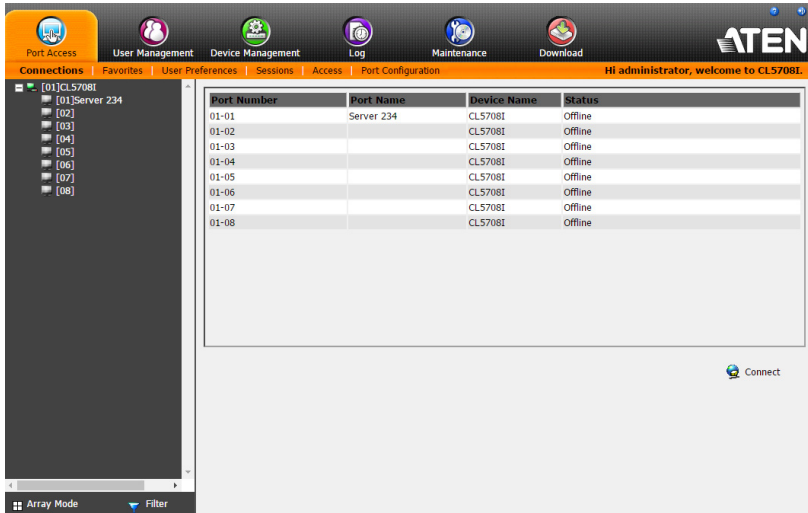 ATEN
Port Access User Management Device Management Log Maintenance Download
Connections | Favorites | User Preferences | Sessions | Access | Port Configuration Hi administrator, welcome to CL5708I.
[01]CL5708I
[01]Server 234
[02]
[03]
[04]
[05]
[06]
[07]
[08]
Port Number Port Name Device Name Status
01-01 Server 234 CL5708I Offline
01-02 CL5708I Offline
01-03 CL5708I Offline
01-04 CL5708I Offline
01-05 CL5708I Offline
01-06 CL5708I Offline
01-07 CL5708I Offline
01-08 CL5708I Offline
Connect
Array Mode Filter